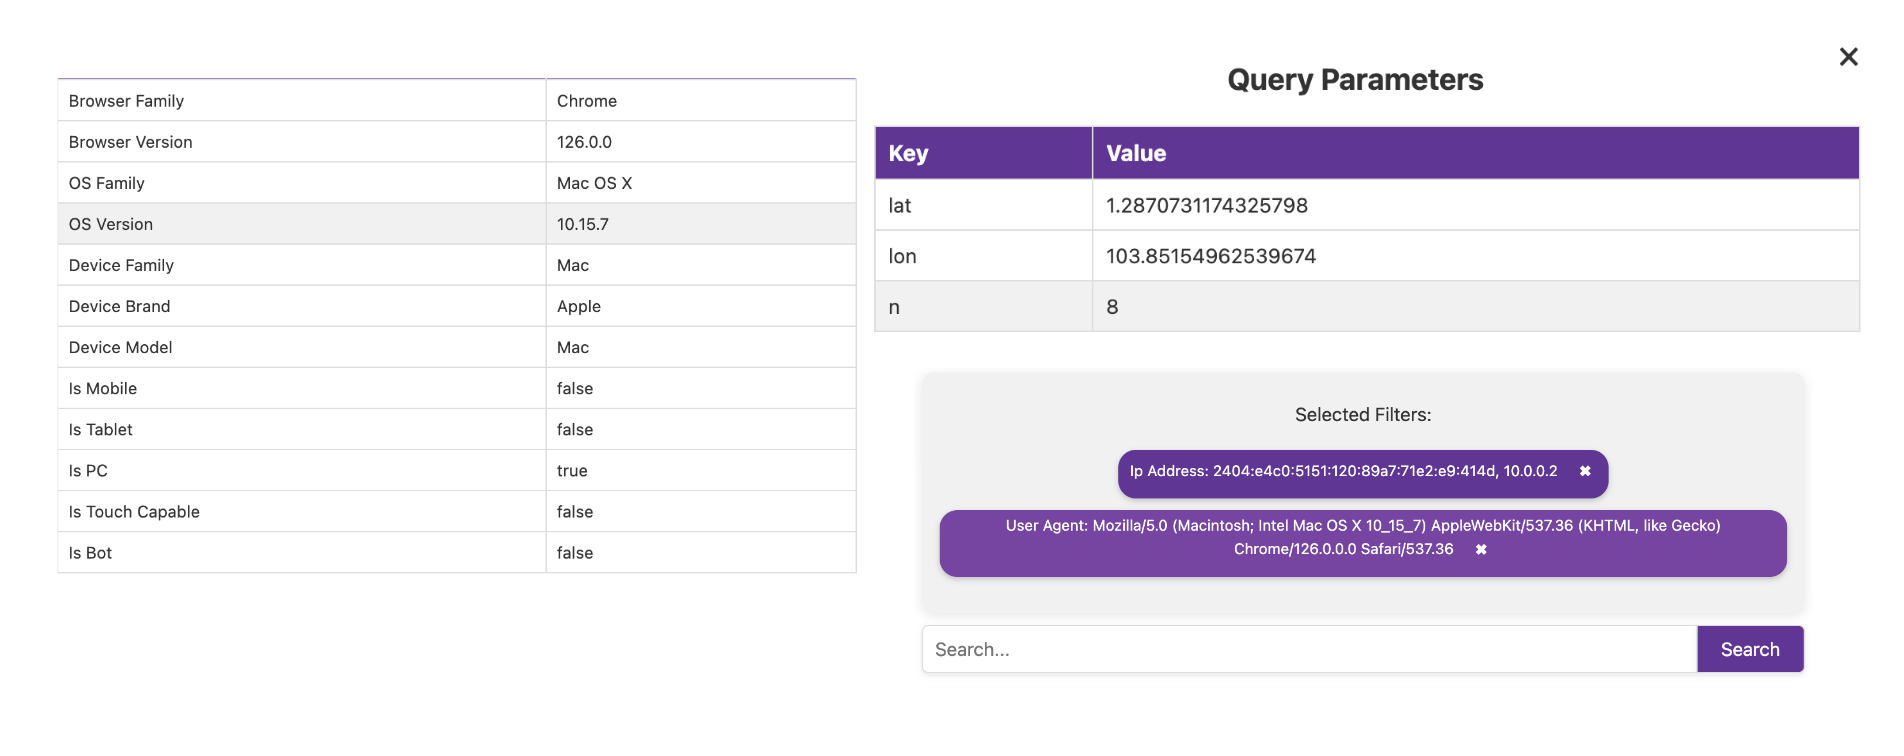 Browser Family Chrome
Browser Version 126.0.0
OS Family Mac OS X
OS Version 10.15.7
Device Family Mac
Device Brand Apple
Device Model Mac
Is Mobile false
Is Tablet false
Is PC true
Is Touch Capable false
Is Bot false
Query Parameters
Key Value
lat 1.2870731174325798
lon 103.85154962539674
n 8
Selected Filters:
Ip Address: 2404:e4c0:5151:120:89a7:71e2:e9:414d, 10.0.0.2 ✖
User Agent: Mozilla/5.0 (Macintosh; Intel Mac OS X 10_15_7) AppleWebKit/537.36 (KHTML, like Gecko)
Chrome/126.0.0.0 Safari/537.36 ✖
Search... Search